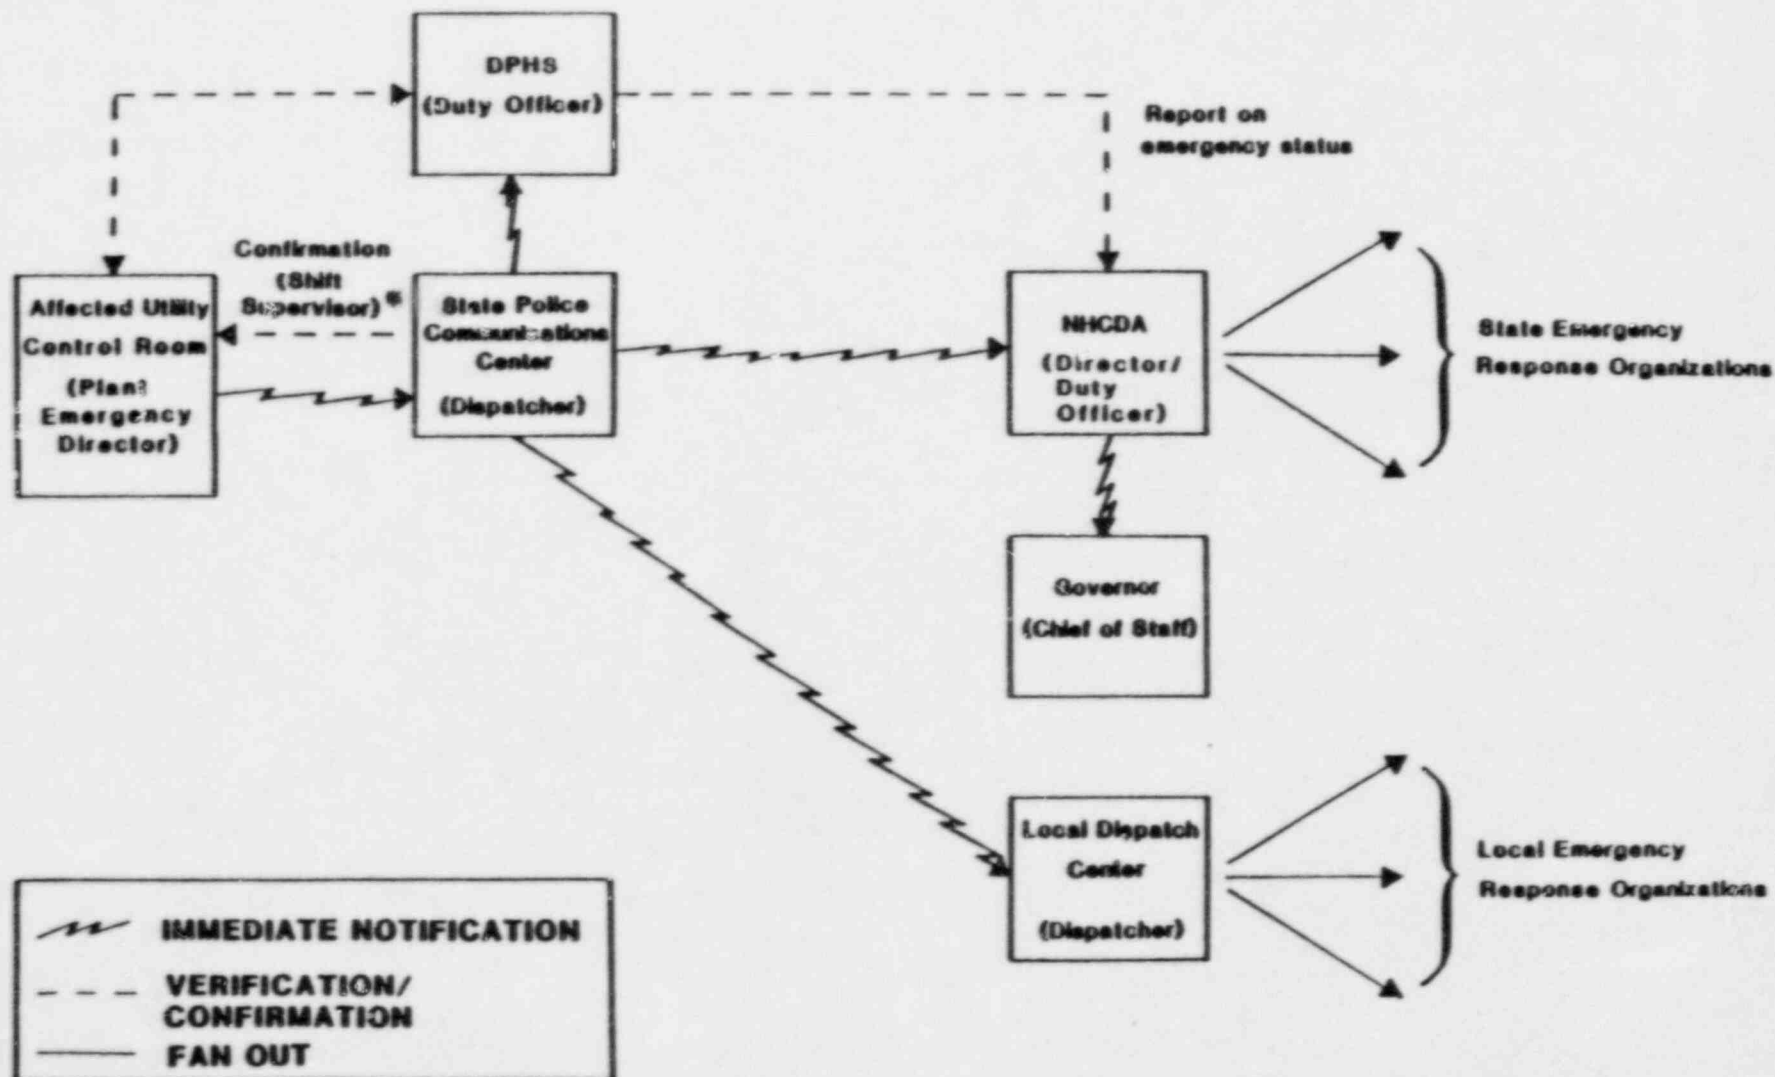 DPHS
(Duty Officer)
Report on
emergency status
Confirmation
(Shift
Supervisor)*
Affected Utility
Control Room
(Plant
Emergency
Director)
State Police
Communications
Center
(Dispatcher)
NHCDA
(Director/
Duty
Officer)
State Emergency
Response Organizations
Governor
(Chief of Staff)
Local Dispatch
Center
(Dispatcher)
Local Emergency
Response Organizations
IMMEDIATE NOTIFICATION
VERIFICATION/
CONFIRMATION
FAN OUT